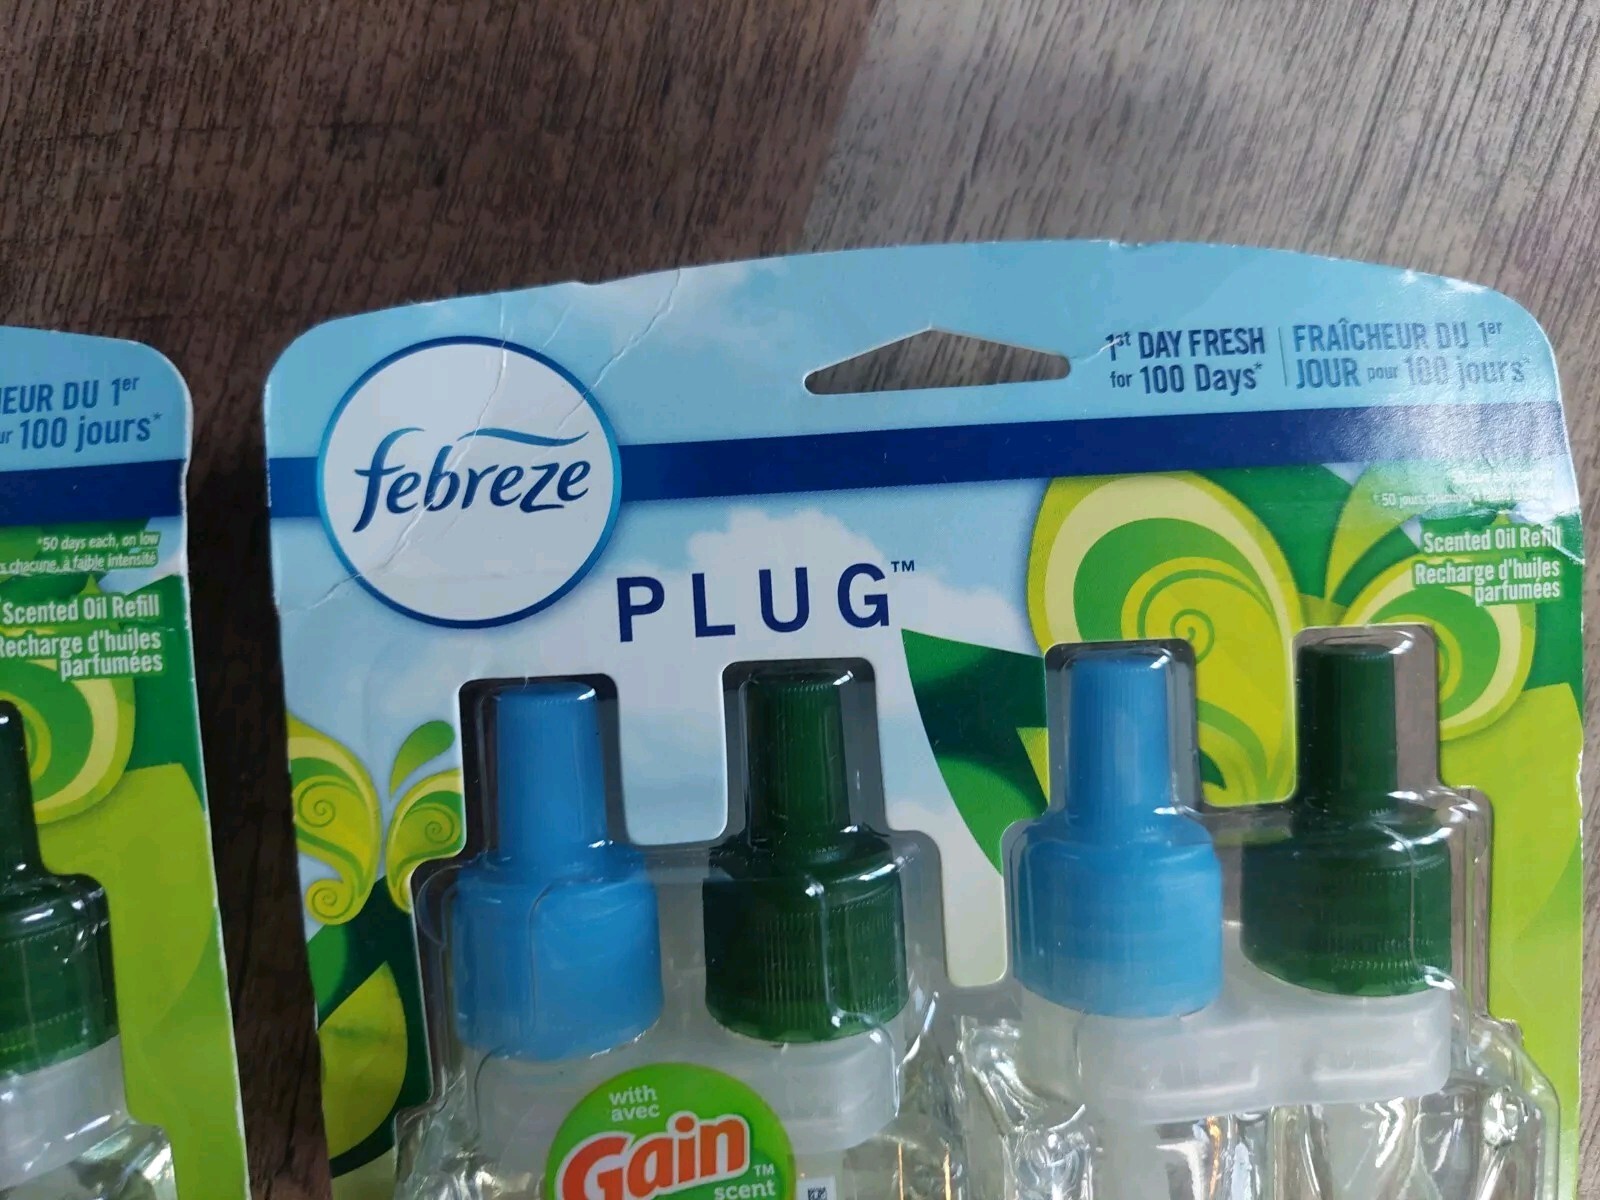 EUR DU 1er
100 jours*
*50 days each, on low
chacune, à faible intensité
Scented Oil Refill
Recharge d'huiles
parfumées
febreze
PLUG™
1st DAY FRESH
for 100 Days*
FRAÎCHEUR DU 1er
JOUR pour 100 jours*
* 50 jours chacune, à
Scented Oil Refill
Recharge d'huiles
parfumées
with
avec
Gain™
scent